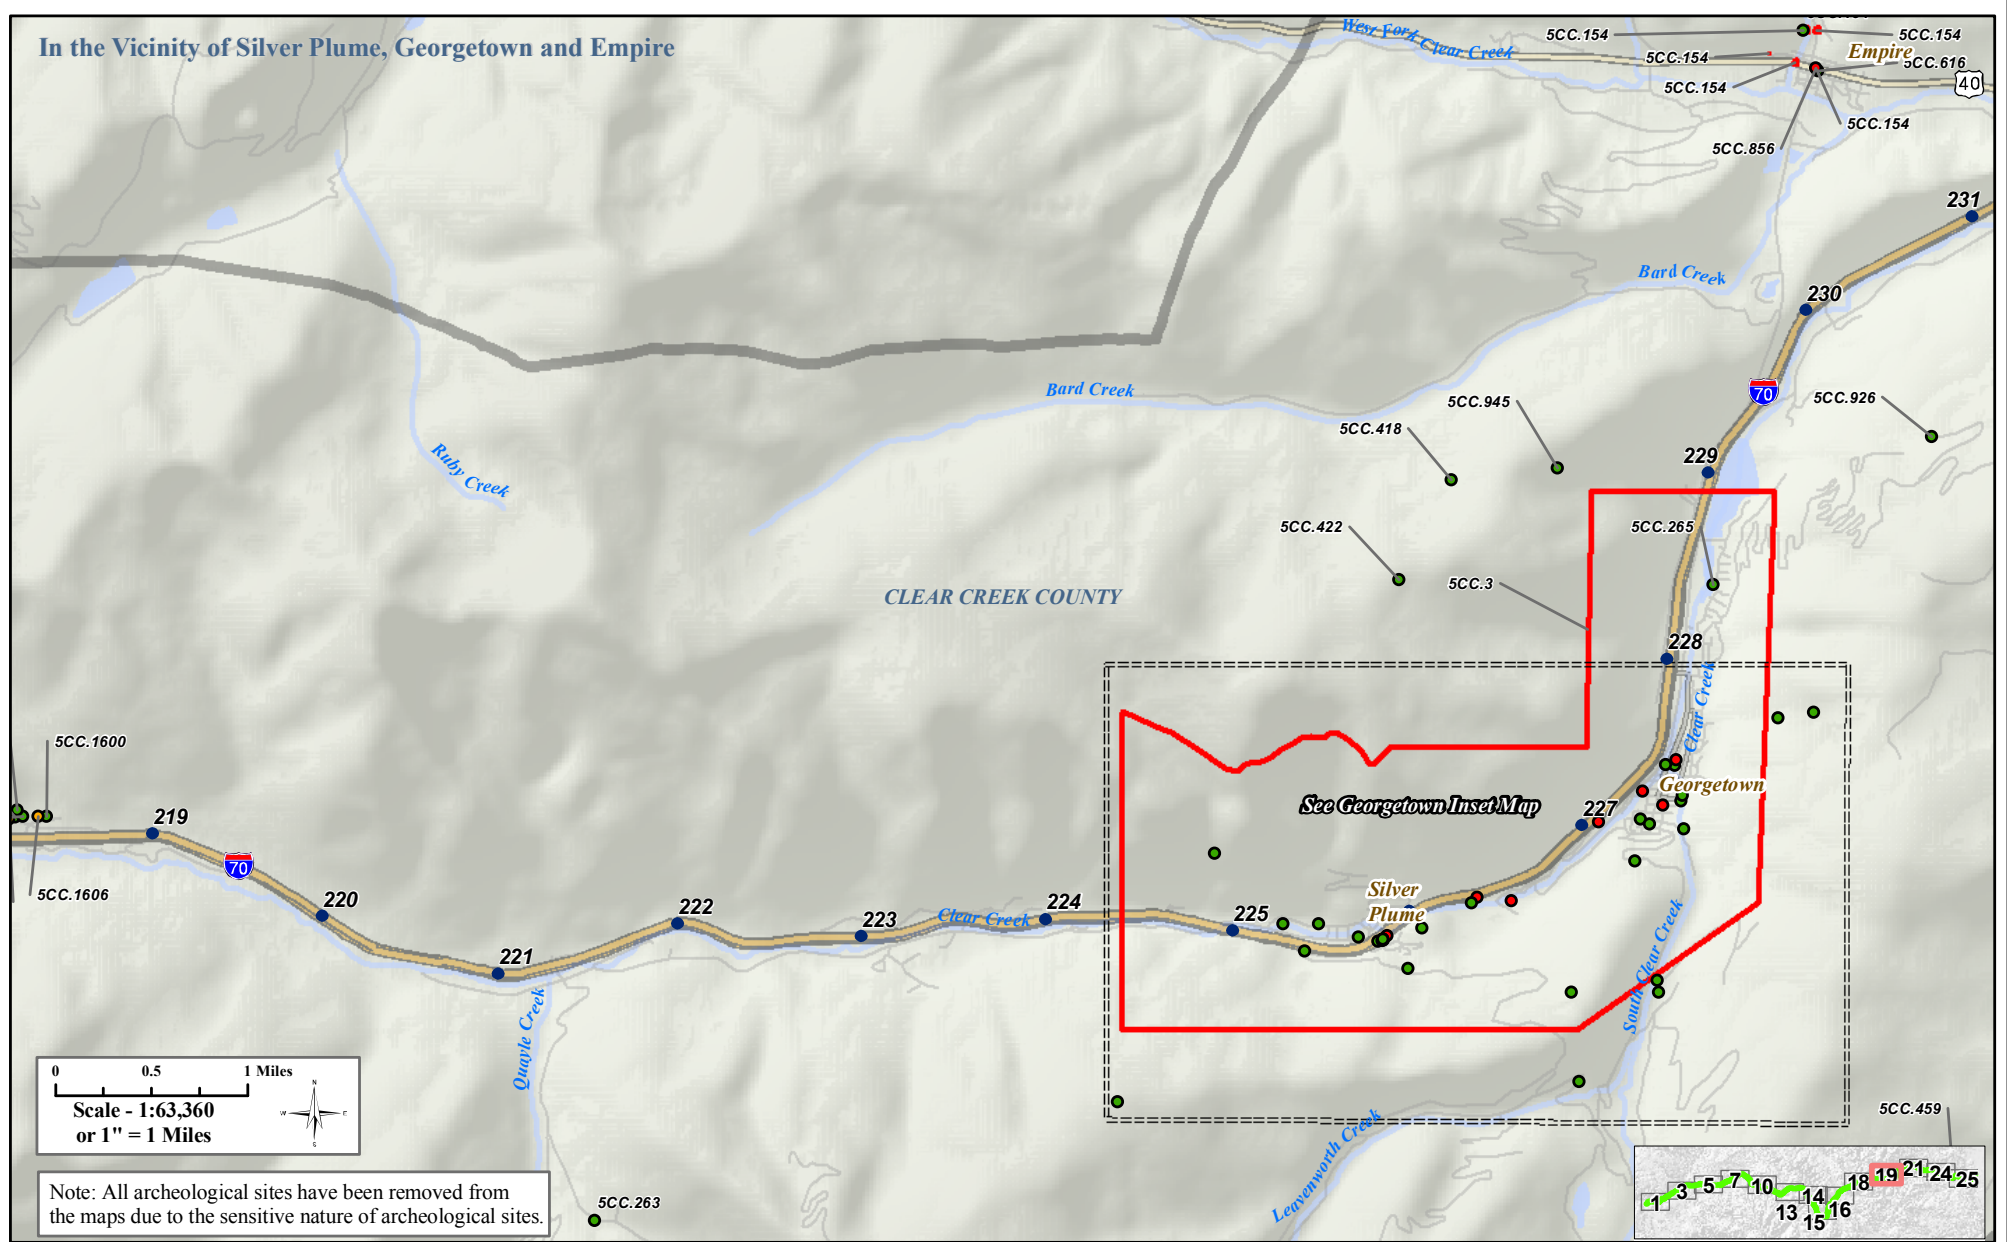 In the Vicinity of Silver Plume, Georgetown and Empire
West Fork Clear Creek
5CC.154
5CC.154
Empire
5CC.154
5CC.616
5CC.154
40
5CC.154
5CC.856
231
Bard Creek
230
70
Bard Creek
5CC.945
5CC.926
5CC.418
229
Ruby Creek
5CC.422
5CC.265
5CC.3
CLEAR CREEK COUNTY
228
Clear Creek
5CC.1600
Georgetown
See Georgetown Inset Map
227
219
70
5CC.1606
220
222
223
Clear Creek
224
225
Silver
Plume
221
South Clear Creek
Quayle Creek
0 0.5 1 Miles
Scale - 1:63,360
or 1" = 1 Miles
N
W E
S
Leavenworth Creek
5CC.459
Note: All archeological sites have been removed from
the maps due to the sensitive nature of archeological sites.
5CC.263
1 3 5 7 10 13 14 15 16 18 19 21 24 25